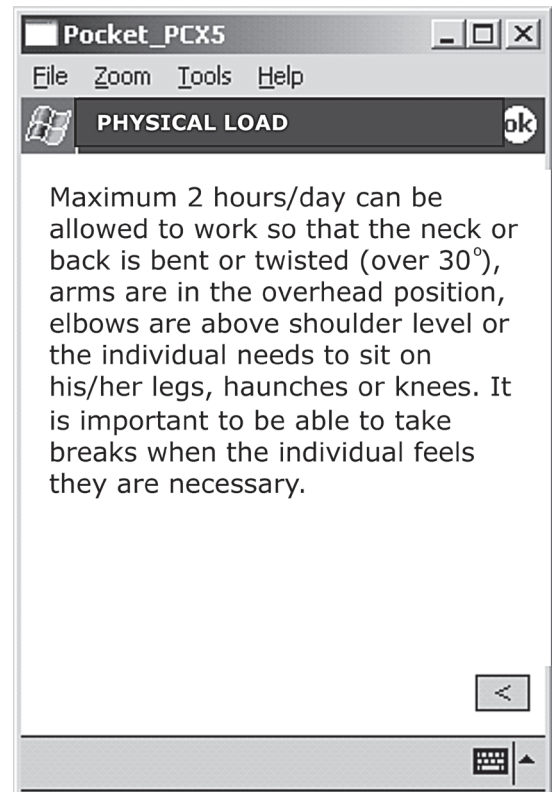 Pocket_PCX5
File Zoom Tools Help
PHYSICAL LOAD
ok
Maximum 2 hours/day can be
allowed to work so that the neck or
back is bent or twisted (over 30°),
arms are in the overhead position,
elbows are above shoulder level or
the individual needs to sit on
his/her legs, haunches or knees. It
is important to be able to take
breaks when the individual feels
they are necessary.
<